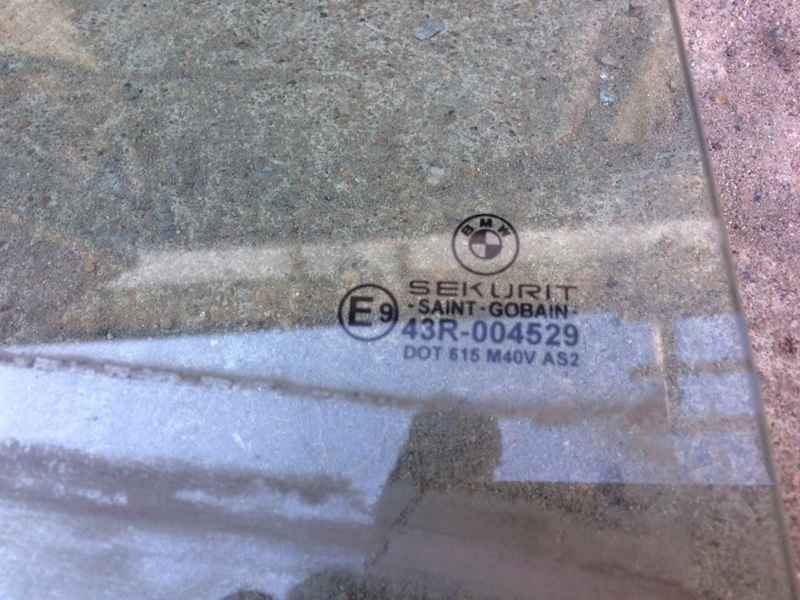 BMW
SEKURIT
- SAINT - GOBAIN -
E9
43R-004529
DOT 615 M40V AS2